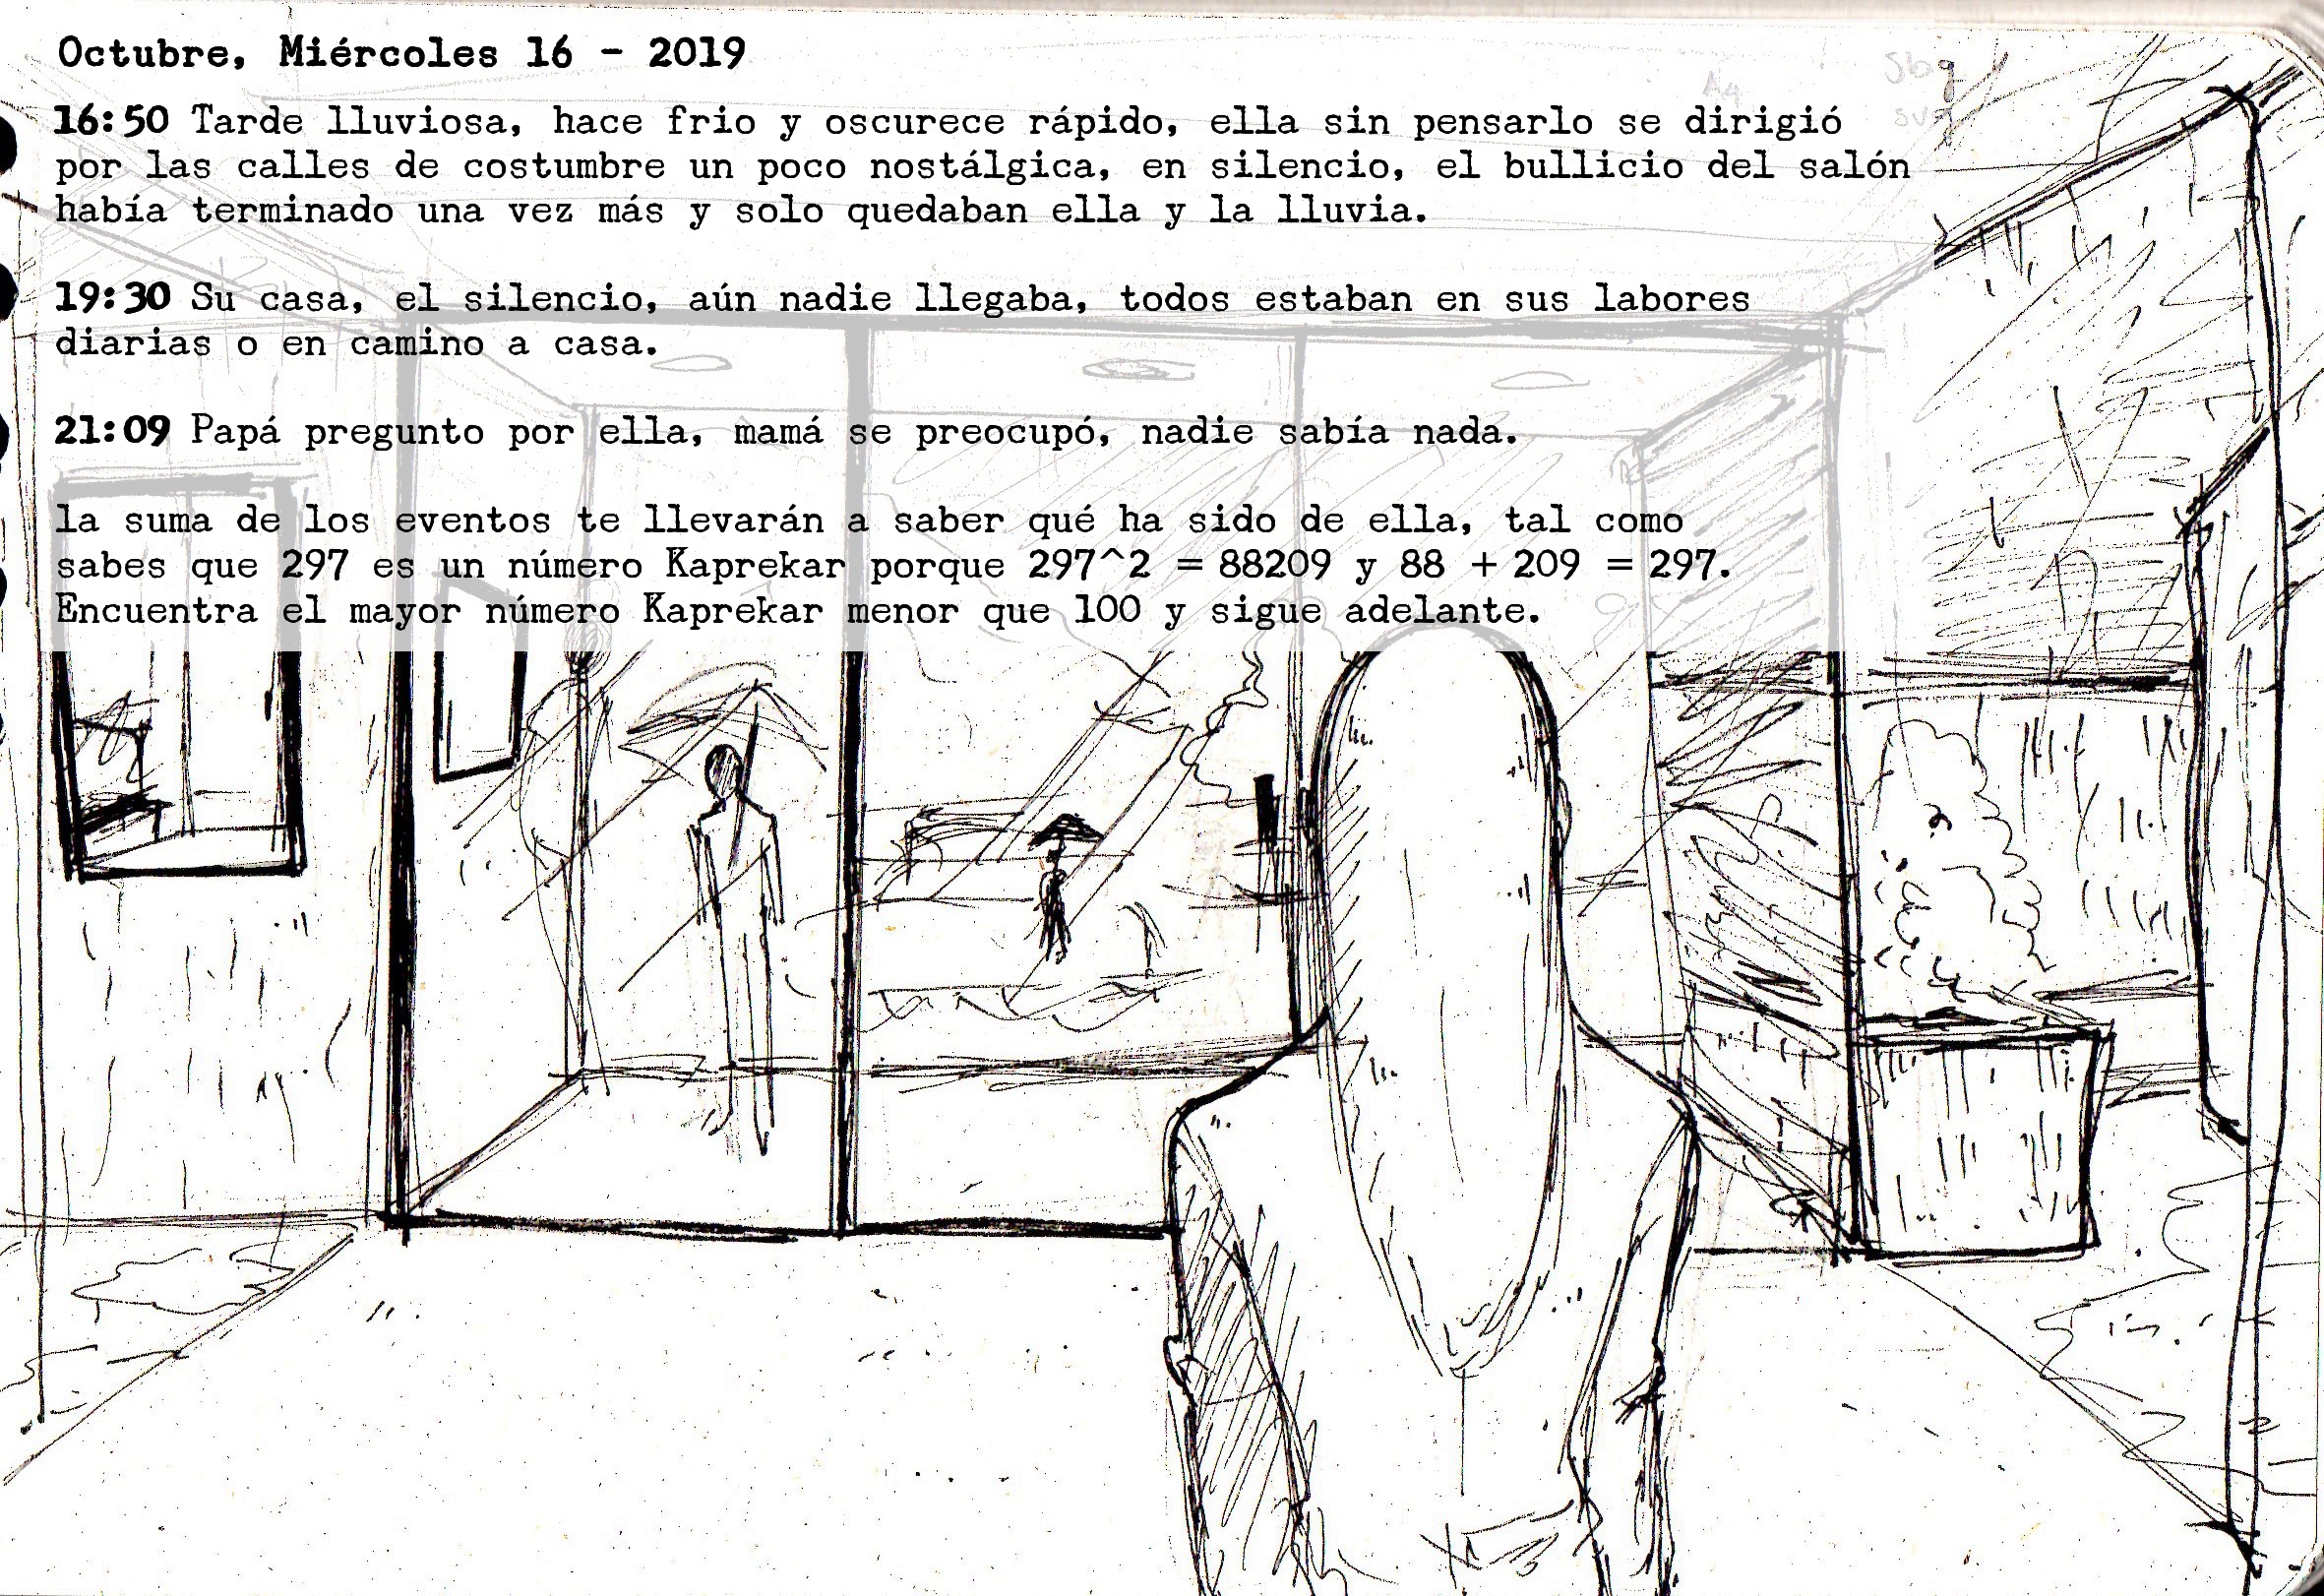 Octubre, Miércoles 16 - 2019
16:50 Tarde lluviosa, hace frio y oscurece rápido, ella sin pensarlo se dirigió
por las calles de costumbre un poco nostálgica, en silencio, el bullicio del salón
había terminado una vez más y solo quedaban ella y la lluvia.
19:30 Su casa, el silencio, aún nadie llegaba, todos estaban en sus labores
diarias o en camino a casa.
21:09 Papá pregunto por ella, mamá se preocupó, nadie sabía nada.
la suma de los eventos te llevarán a saber qué ha sido de ella, tal como
sabes que 297 es un número Kaprekar porque 297^2 = 88209 y 88 + 209 = 297.
Encuentra el mayor número Kaprekar menor que 100 y sigue adelante.